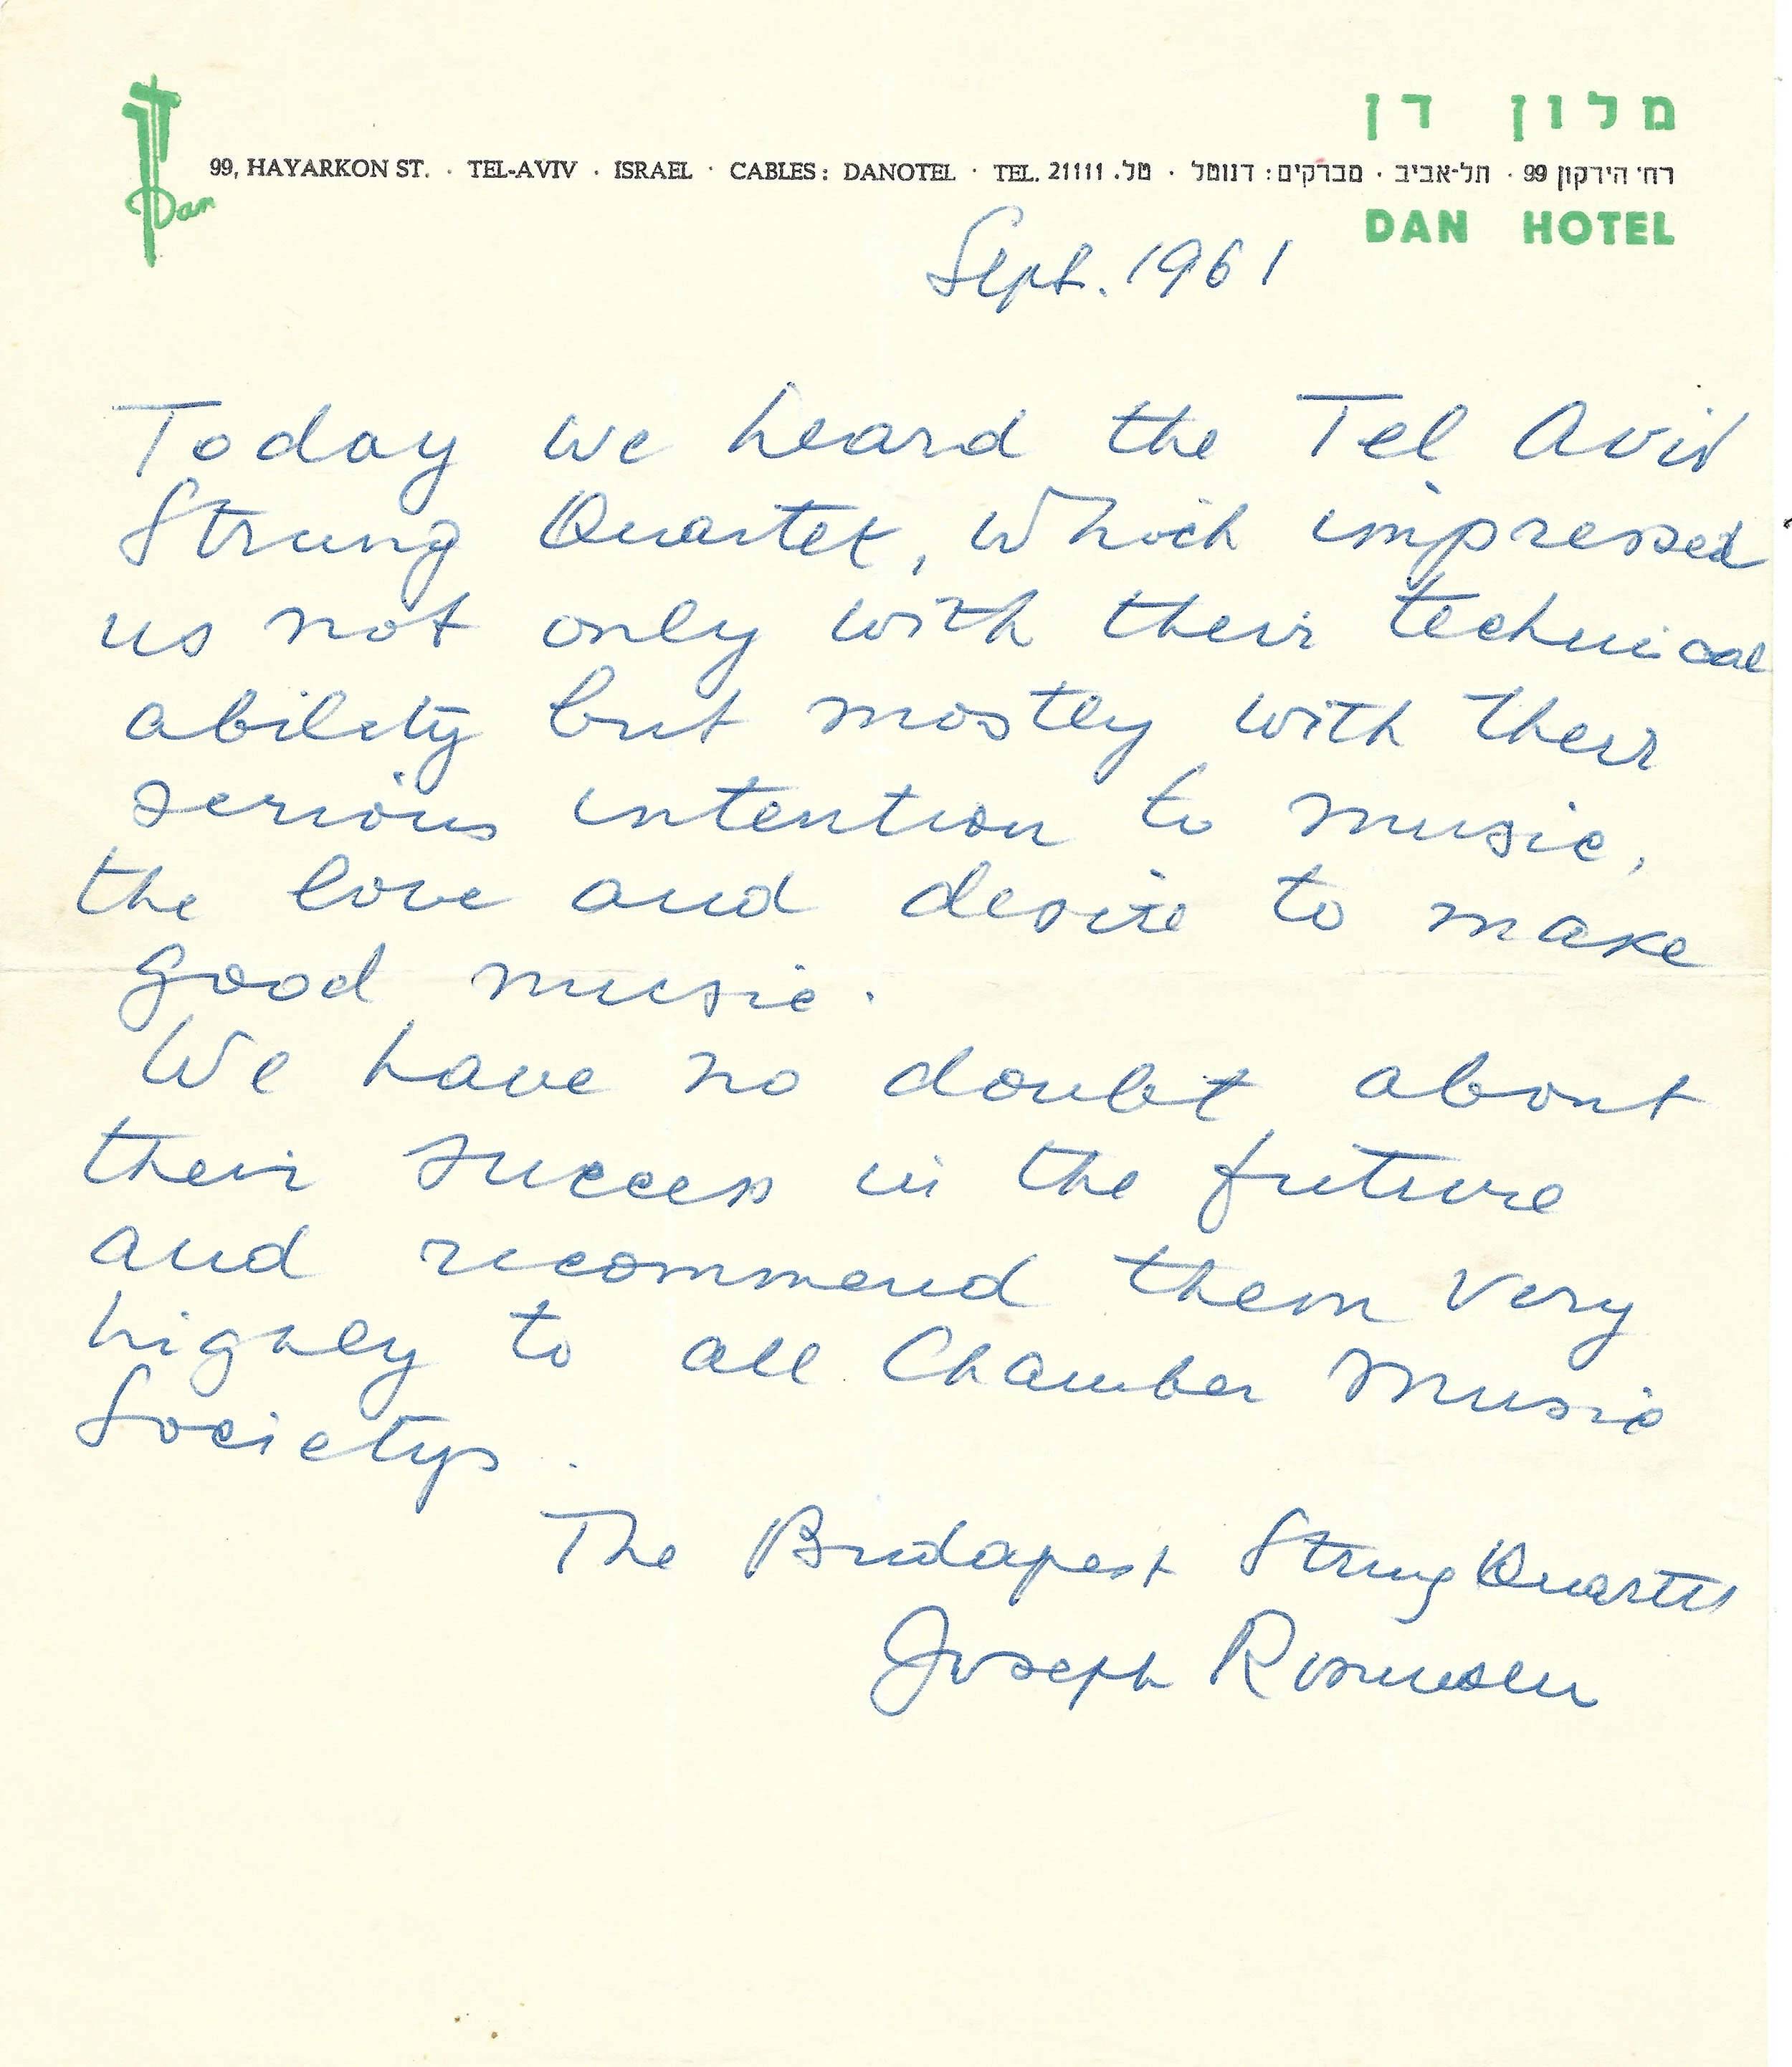 Dan
מלון דן
99, HAYARKON ST. · TEL-AVIV · ISRAEL · CABLES: DANOTEL · TEL. 21111 טל. · רח' הירקון 99 · תל-אביב · מברקים: דנוטל
DAN HOTEL
Sept. 1961
Today we heard the Tel Aviv
String Quartet, which impressed
us not only with their technical
ability but mostly with their
serious intention to music,
the love and desire to make
good music.
We have no doubt about
their success in the future
and recommend them very
highly to all Chamber Music
Societys.
The Budapest String Quartet
Joseph Roismann